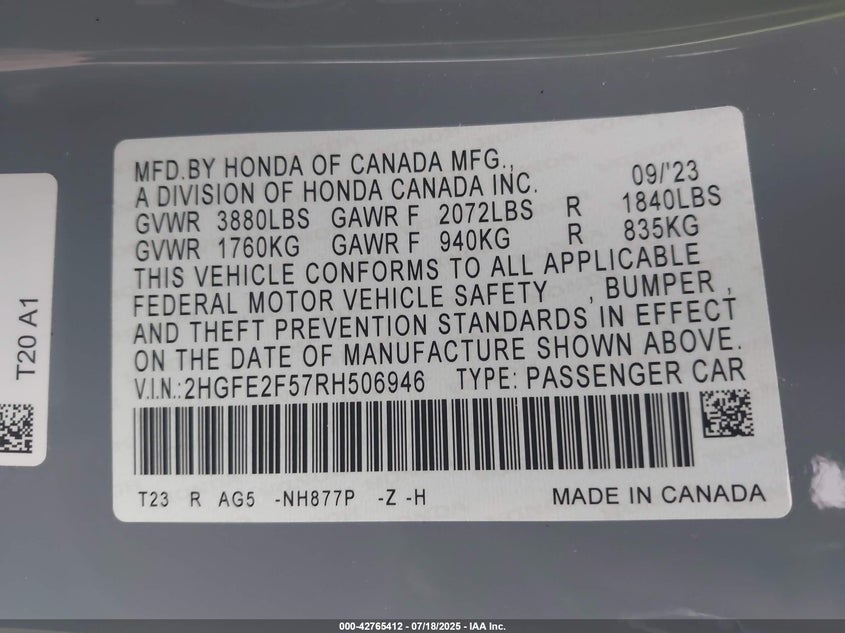 MFD.BY HONDA OF CANADA MFG.,
A DIVISION OF HONDA CANADA INC. 09/'23
GVWR 3880LBS GAWR F 2072LBS R 1840LBS
GVWR 1760KG GAWR F 940KG R 835KG
THIS VEHICLE CONFORMS TO ALL APPLICABLE
FEDERAL MOTOR VEHICLE SAFETY , BUMPER ,
AND THEFT PREVENTION STANDARDS IN EFFECT
ON THE DATE OF MANUFACTURE SHOWN ABOVE.
V.I.N.:2HGFE2F57RH506946 TYPE: PASSENGER CAR
T23 R AG5 -NH877P -Z -H MADE IN CANADA
T20 A1
000-42765412 - 07/18/2025 - IAA Inc.